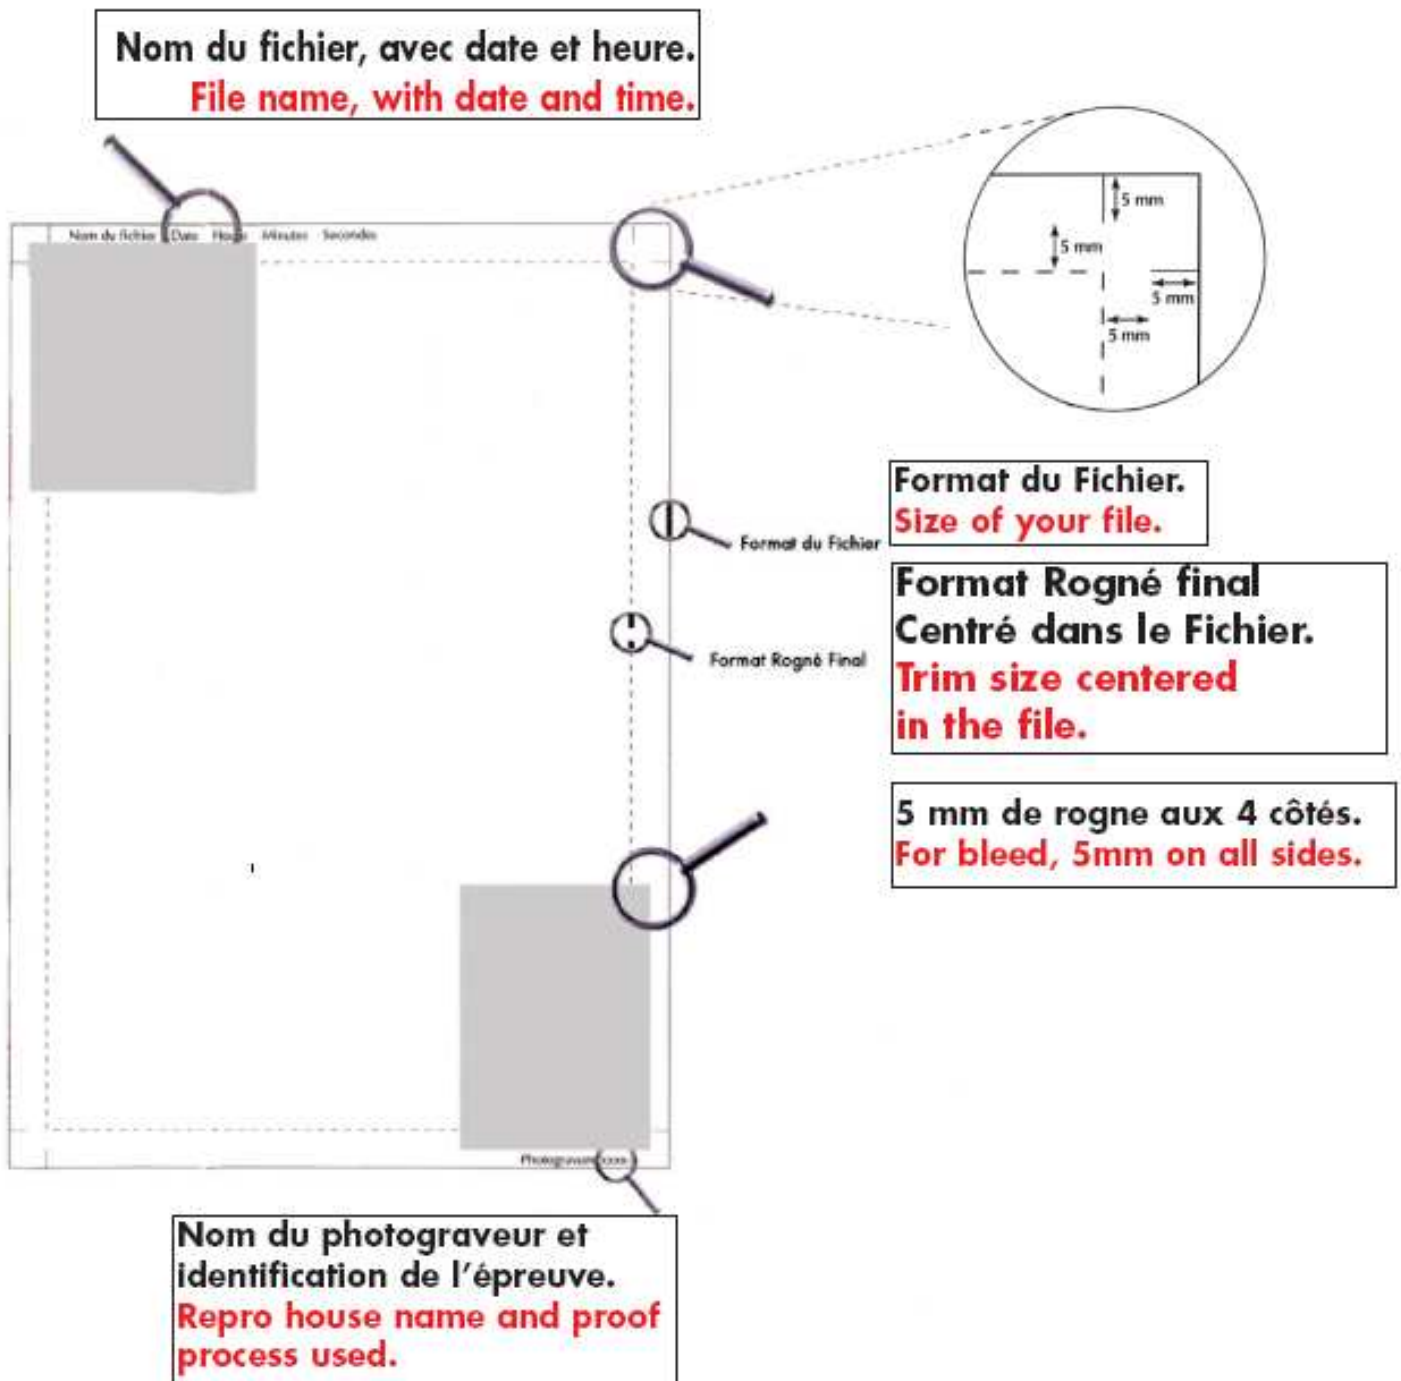 Nom du fichier, avec date et heure.
File name, with date and time.
Nom du fichier Date Heure Minutes Secondes
5 mm
5 mm
5 mm
5 mm
Format du Fichier.
Size of your file.
Format du Fichier
Format Rogné final
Centré dans le Fichier.
Trim size centered
in the file.
Format Rogné Final
5 mm de rogne aux 4 côtés.
For bleed, 5mm on all sides.
Nom du photograveur et
identification de l'épreuve.
Repro house name and proof
process used.